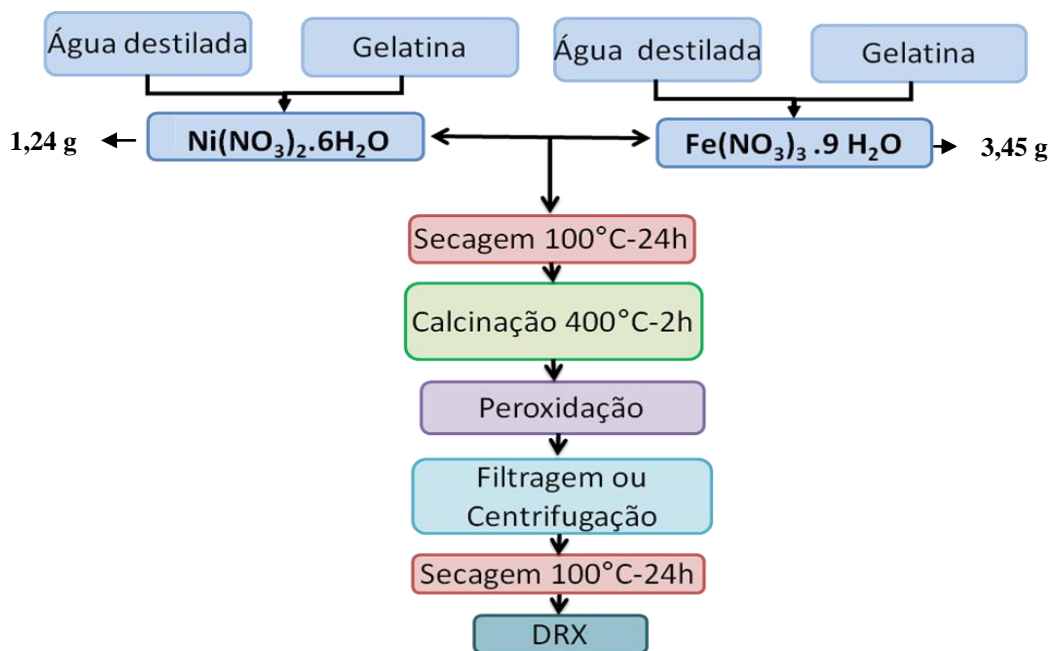 Água destilada
Gelatina
Água destilada
Gelatina
1,24 g
Ni(NO₃)₂.6H₂O
Fe(NO₃)₃ .9 H₂O
3,45 g
Secagem 100°C-24h
Calcinação 400°C-2h
Peroxidação
Filtragem ou
Centrifugação
Secagem 100°C-24h
DRX